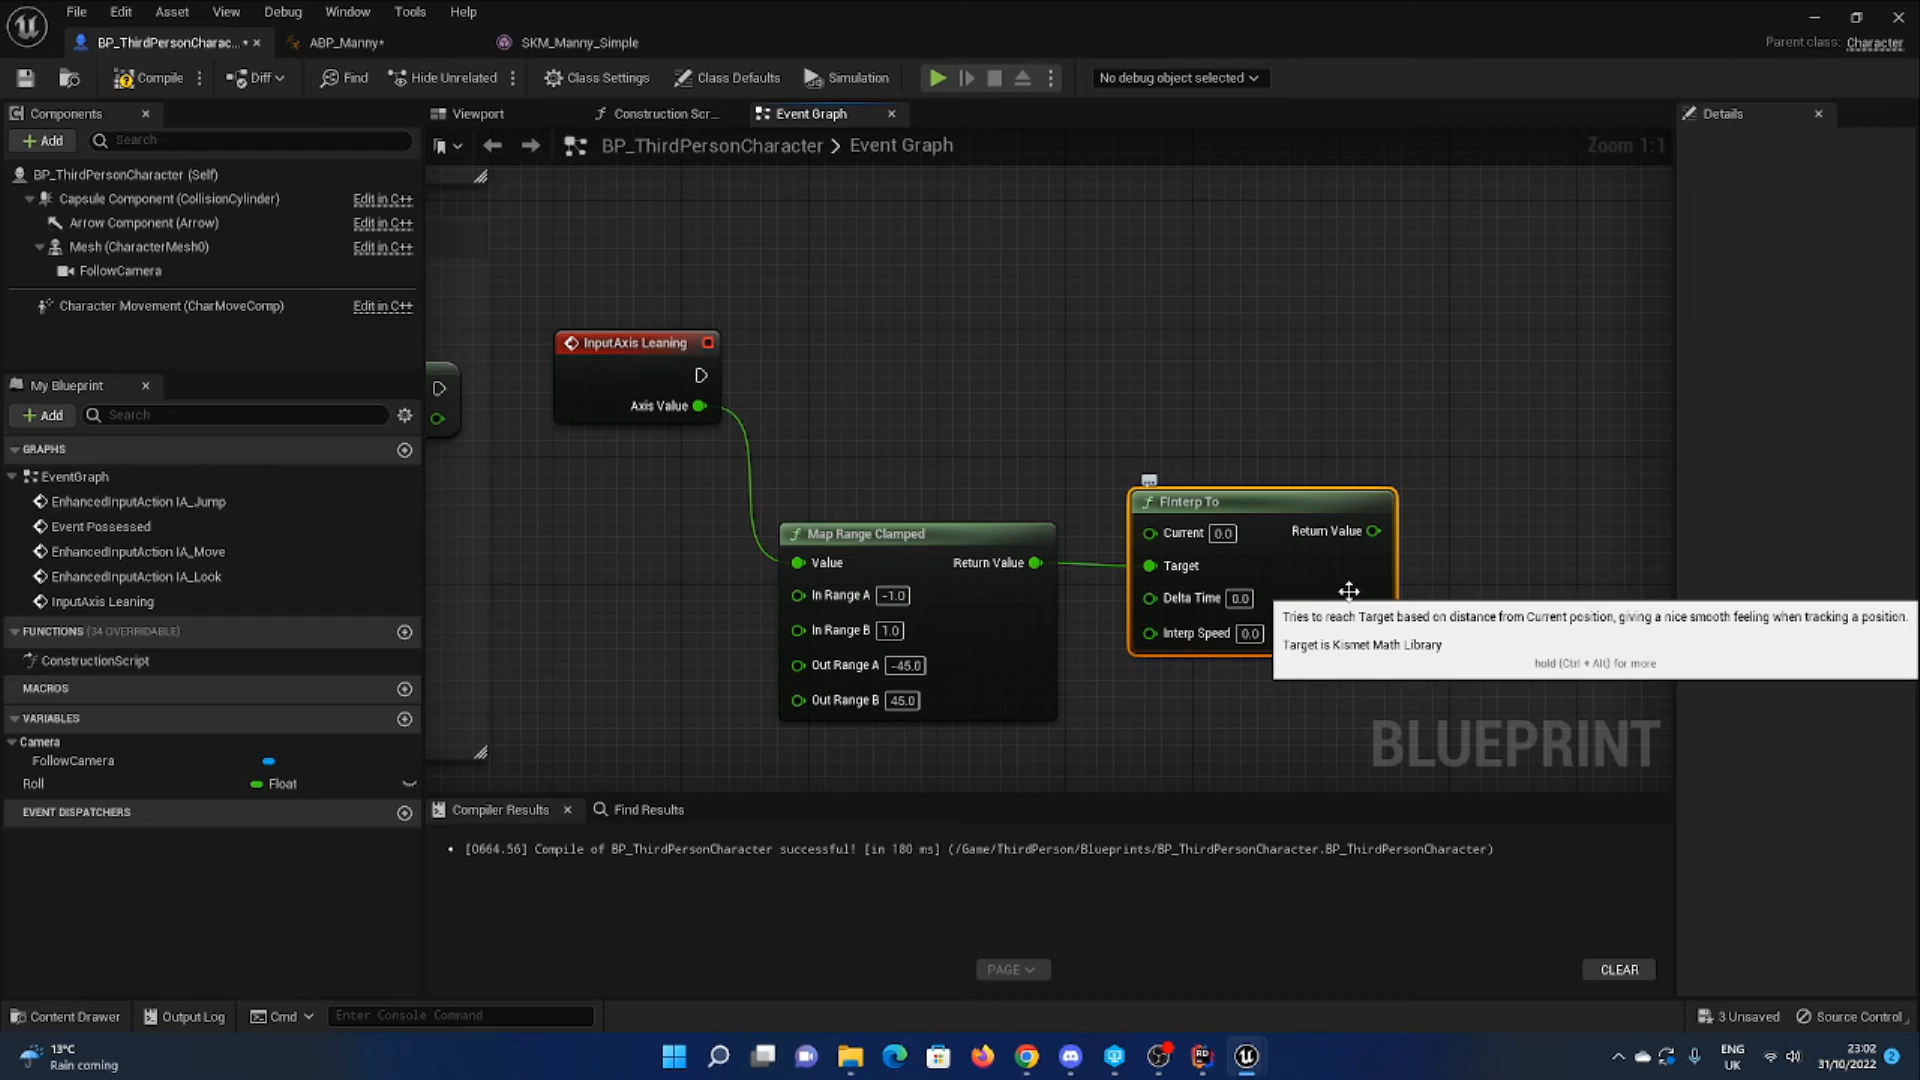 File Edit Asset View Debug Window Tools Help
BP_ThirdPersonCharac...* ABP_Manny* SKM_Manny_Simple Parent class: Character
Compile Diff Find Hide Unrelated Class Settings Class Defaults Simulation No debug object selected
Components
Add Search
BP_ThirdPersonCharacter (Self)
Capsule Component (CollisionCylinder) Edit in C++
Arrow Component (Arrow) Edit in C++
Mesh (CharacterMesh0) Edit in C++
FollowCamera
Character Movement (CharMoveComp) Edit in C++
My Blueprint
Add Search
GRAPHS
EventGraph
EnhancedInputAction IA_Jump
Event Possessed
EnhancedInputAction IA_Move
EnhancedInputAction IA_Look
InputAxis Leaning
FUNCTIONS (34 OVERRIDABLE)
ConstructionScript
MACROS
VARIABLES
Camera
FollowCamera
Roll Float
EVENT DISPATCHERS
Viewport Construction Scr... Event Graph
BP_ThirdPersonCharacter > Event Graph Zoom 1:1
InputAxis Leaning
Axis Value
Map Range Clamped
Value Return Value
In Range A -1.0
In Range B 1.0
Out Range A -45.0
Out Range B 45.0
FInterp To
Current 0.0 Return Value
Target
Delta Time 0.0
Interp Speed 0.0
Tries to reach Target based on distance from Current position, giving a nice smooth feeling when tracking a position.
Target is Kismet Math Library
hold (Ctrl + Alt) for more
BLUEPRINT
Details
Compiler Results Find Results
[0664.56] Compile of BP_ThirdPersonCharacter successful! [in 180 ms] (/Game/ThirdPerson/Blueprints/BP_ThirdPersonCharacter.BP_ThirdPersonCharacter)
PAGE CLEAR
Content Drawer Output Log Cmd Enter Console Command 3 Unsaved Source Control
13°C
Rain coming
ENG
UK
23:02
31/10/2022
2